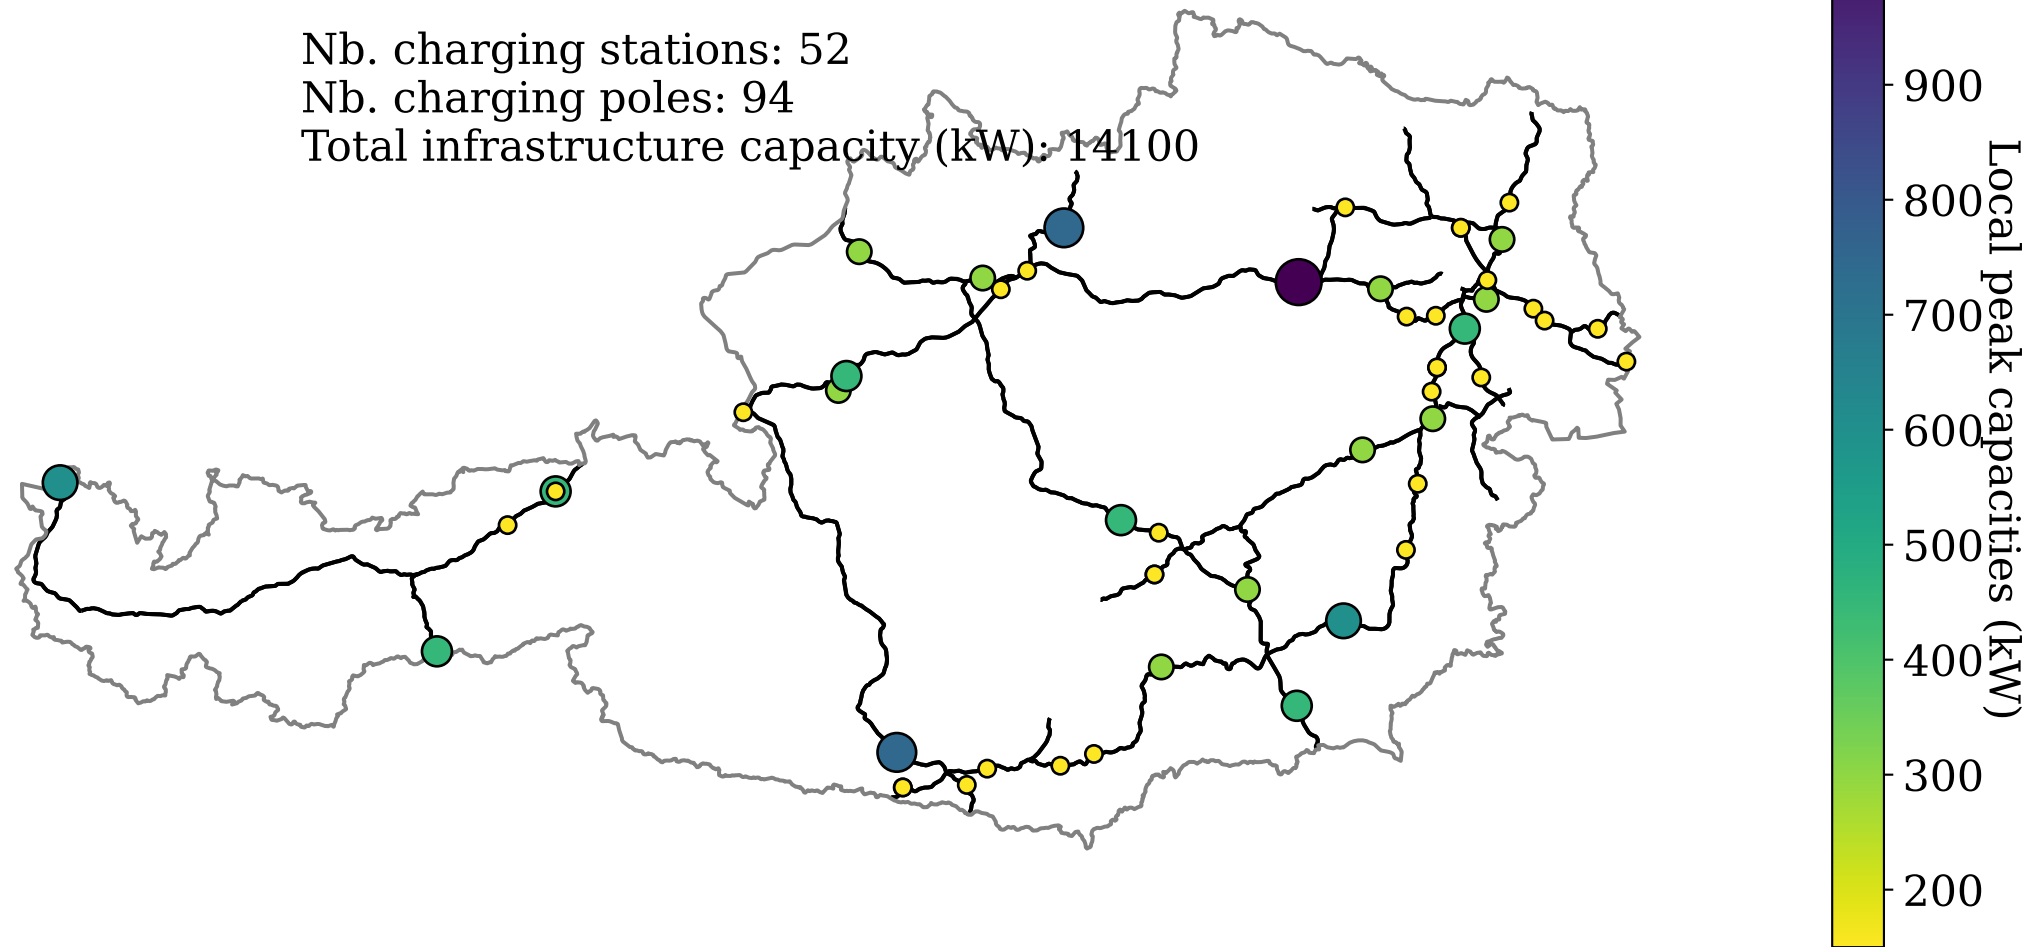 Nb. charging stations: 52
Nb. charging poles: 94
Total infrastructure capacity (kW): 14100
900
800
700
600
500
400
300
200
Local peak capacities (kW)